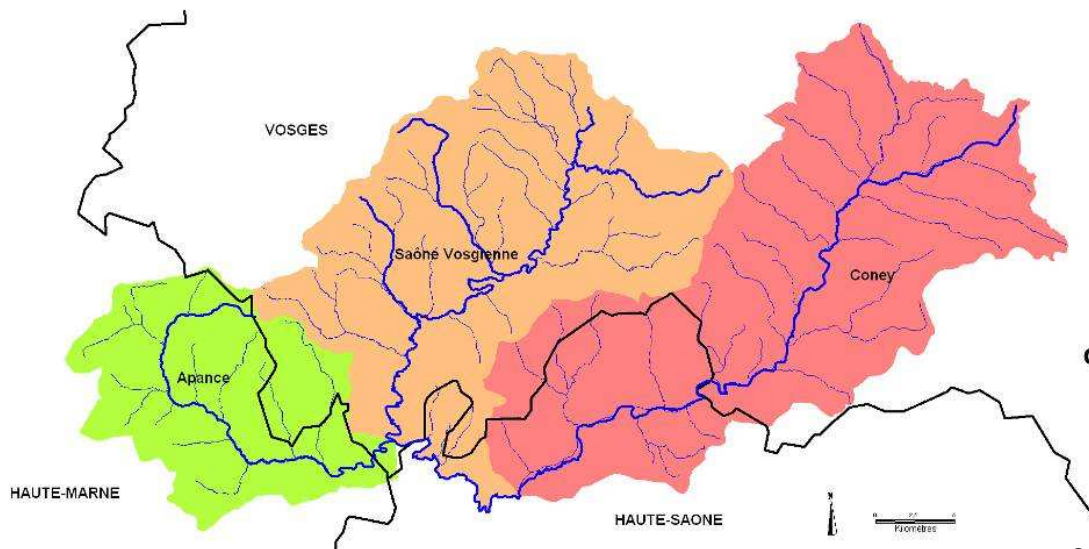 VOSGES
Saône Vosgienne
Coney
Apance
HAUTE-MARNE
HAUTE-SAONE
Kilomètres